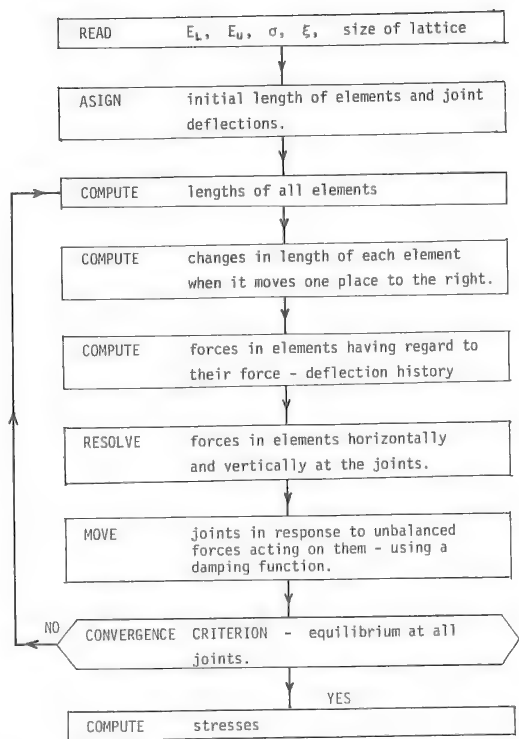 READ E_L, E_U, σ, ξ, size of lattice
ASIGN initial length of elements and joint
deflections.
COMPUTE lengths of all elements
COMPUTE changes in length of each element
when it moves one place to the right.
COMPUTE forces in elements having regard to
their force - deflection history
RESOLVE forces in elements horizontally
and vertically at the joints.
MOVE joints in response to unbalanced
forces acting on them - using a
damping function.
NO
CONVERGENCE CRITERION - equilibrium at all
joints.
YES
COMPUTE stresses